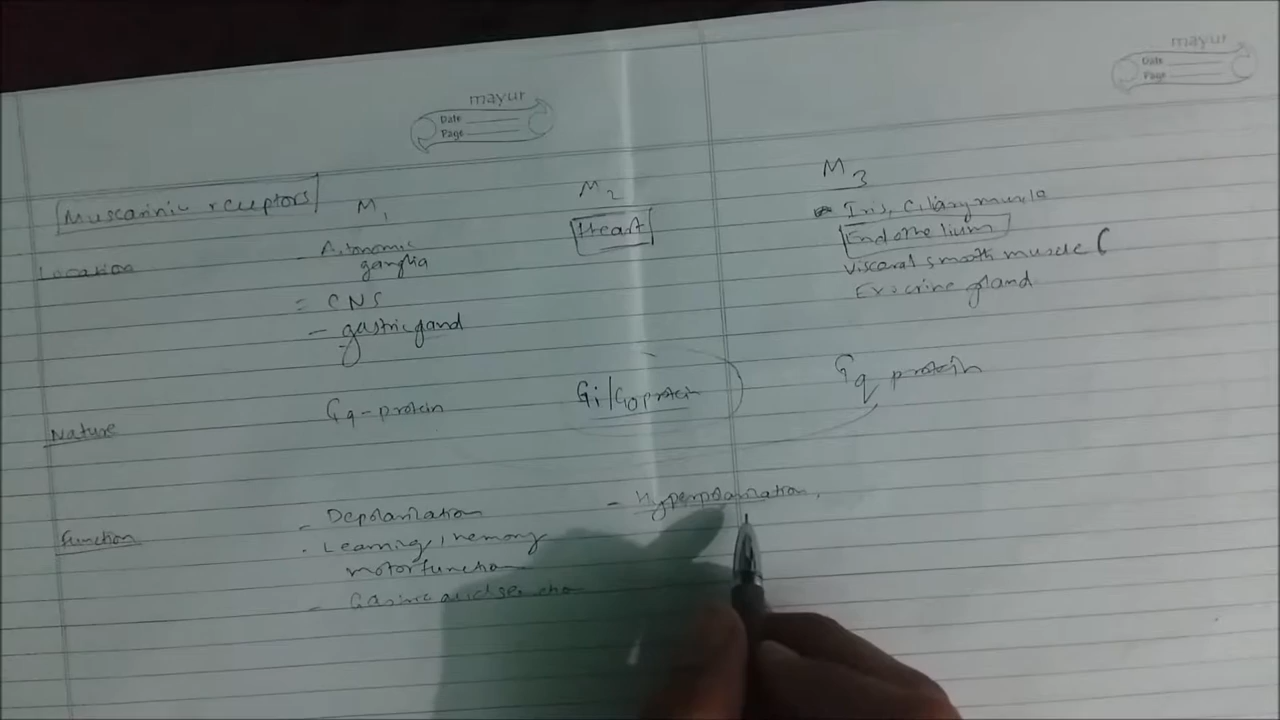 mayur
Date
Page
mayur
Date
Page
Muscarinic receptors
M1
M2
M3
Location
- Autonomic
ganglia
= CNS
- gastric gand
Heart
Iris, Ciliary muscle
Endothelium
Visceral smooth muscle (
Exocrine gland
Nature
Gq-protein
Gi/Go protein
Gq protein
Function
- Depolarization
- Learning/memory
motor function
- Gastric acid secretion
- Hyperpolarization,